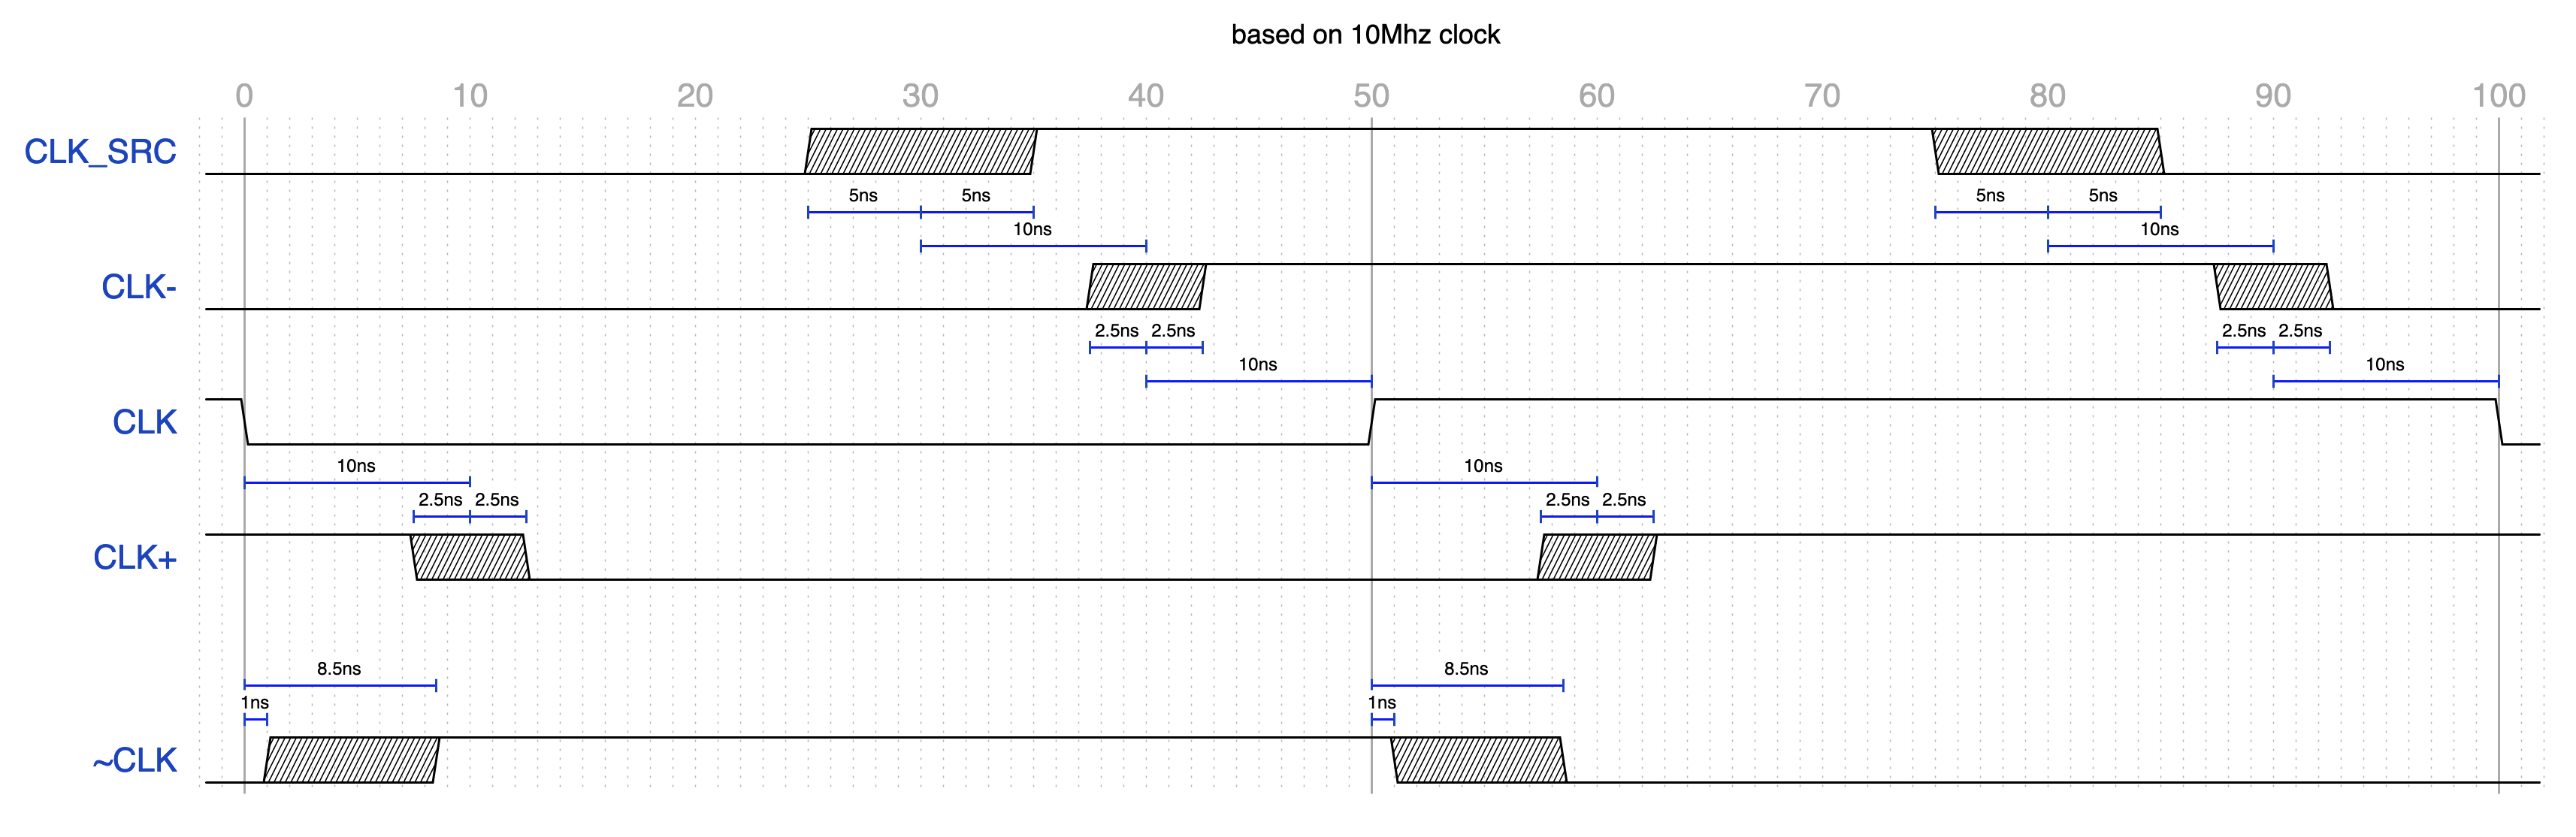 based on 10Mhz clock
0 10 20 30 40 50 60 70 80 90 100
CLK_SRC
5ns 5ns 5ns 5ns
10ns 10ns
CLK-
2.5ns 2.5ns 2.5ns 2.5ns
10ns 10ns
CLK
10ns 10ns
2.5ns 2.5ns 2.5ns 2.5ns
CLK+
8.5ns 8.5ns
1ns 1ns
~CLK